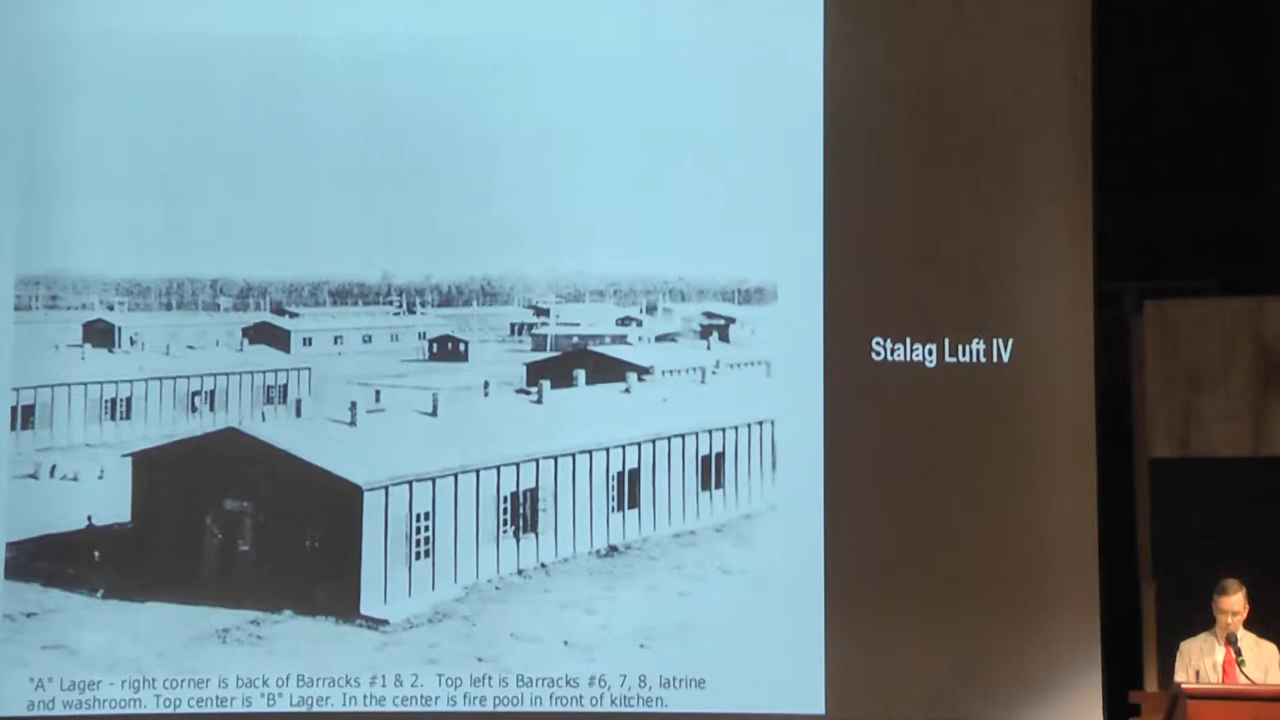 Stalag Luft IV
"A" Lager - right corner is back of Barracks #1 & 2. Top left is Barracks #6, 7, 8, latrine
and washroom. Top center is "B" Lager. In the center is fire pool in front of kitchen.